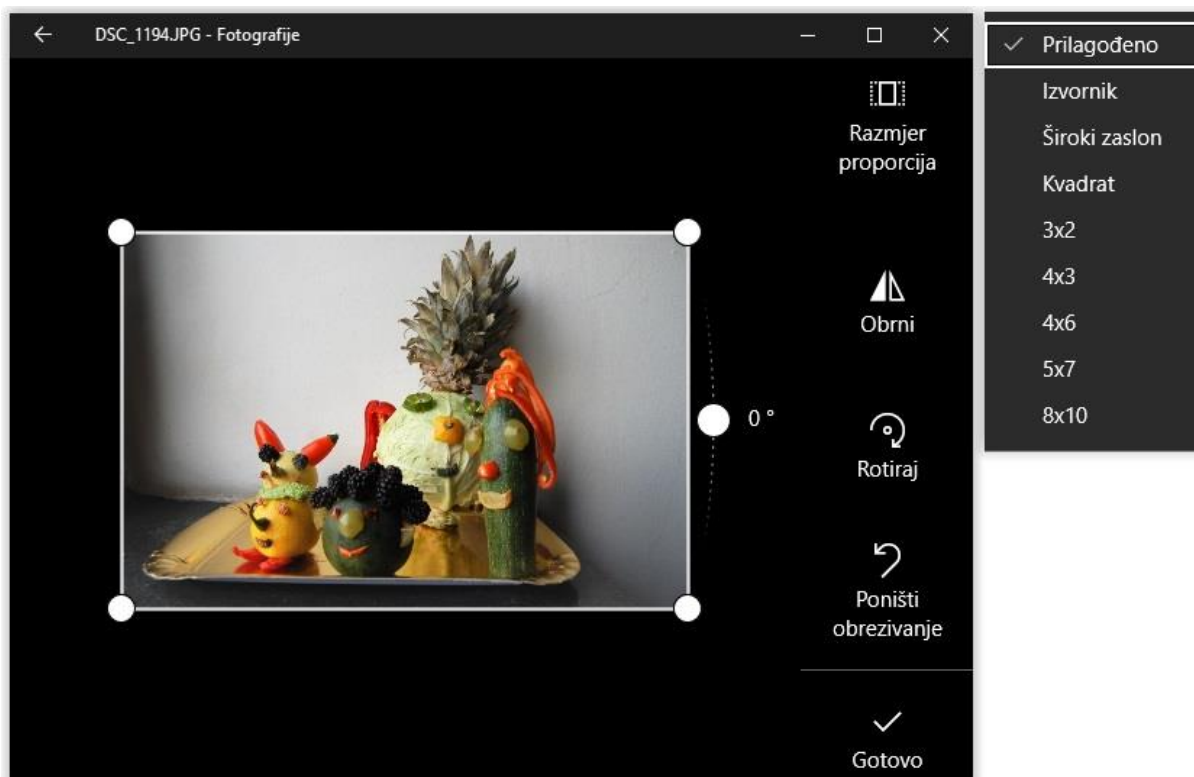 DSC_1194.JPG - Fotografije
Razmjer
proporcija
Obrni
0 °
Rotiraj
Poništi
obrezivanje
Gotovo
Prilagođeno
Izvornik
Široki zaslon
Kvadrat
3x2
4x3
4x6
5x7
8x10